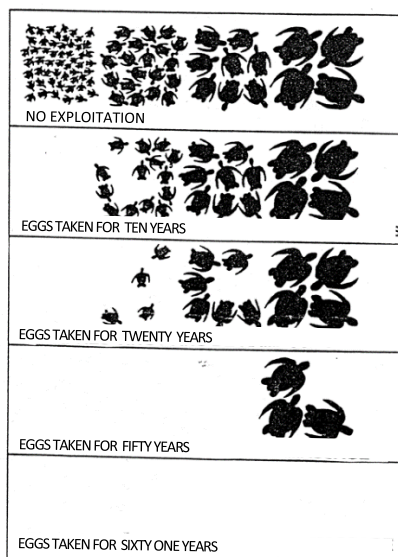 NO EXPLOITATION
EGGS TAKEN FOR TEN YEARS
EGGS TAKEN FOR TWENTY YEARS
EGGS TAKEN FOR FIFTY YEARS
EGGS TAKEN FOR SIXTY ONE YEARS